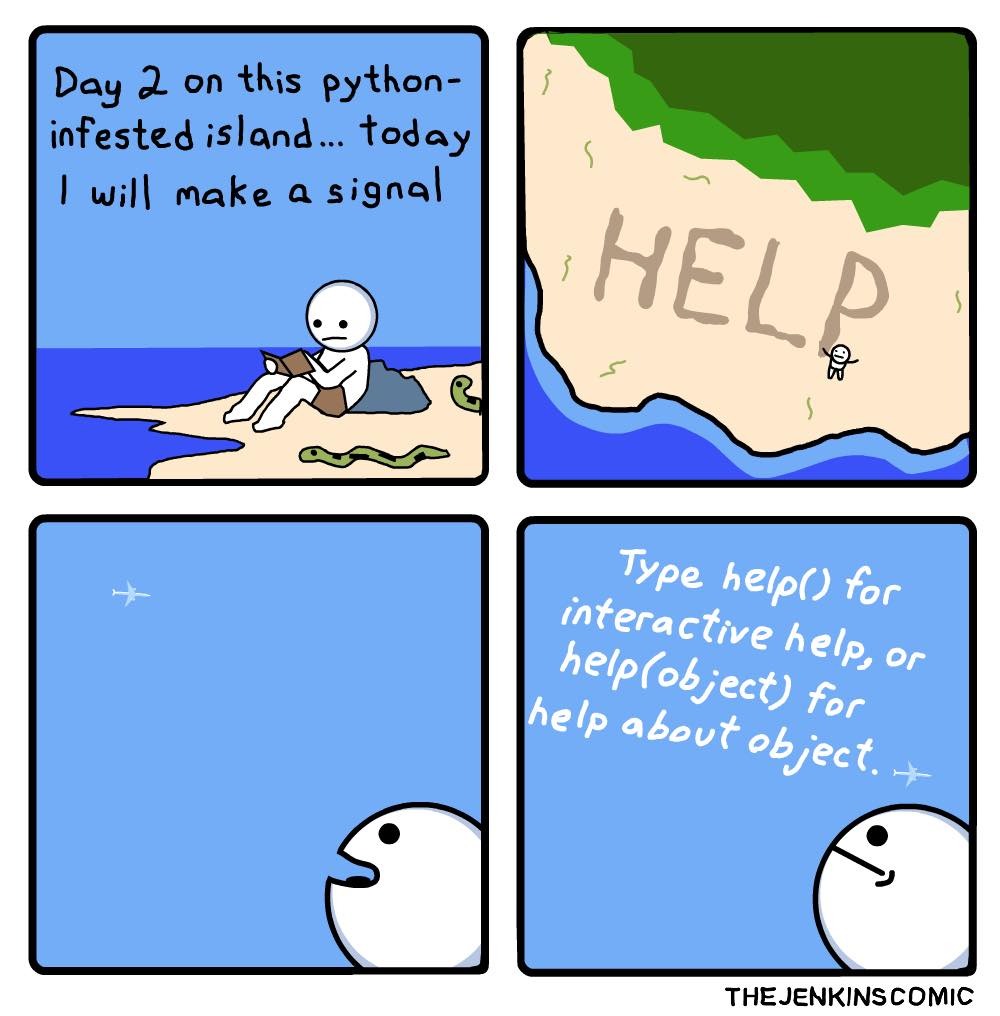 Day 2 on this python-
infested island... today
I will make a signal
HELP
Type help() for
interactive help, or
help(object) for
help about object.
THEJENKINSCOMIC